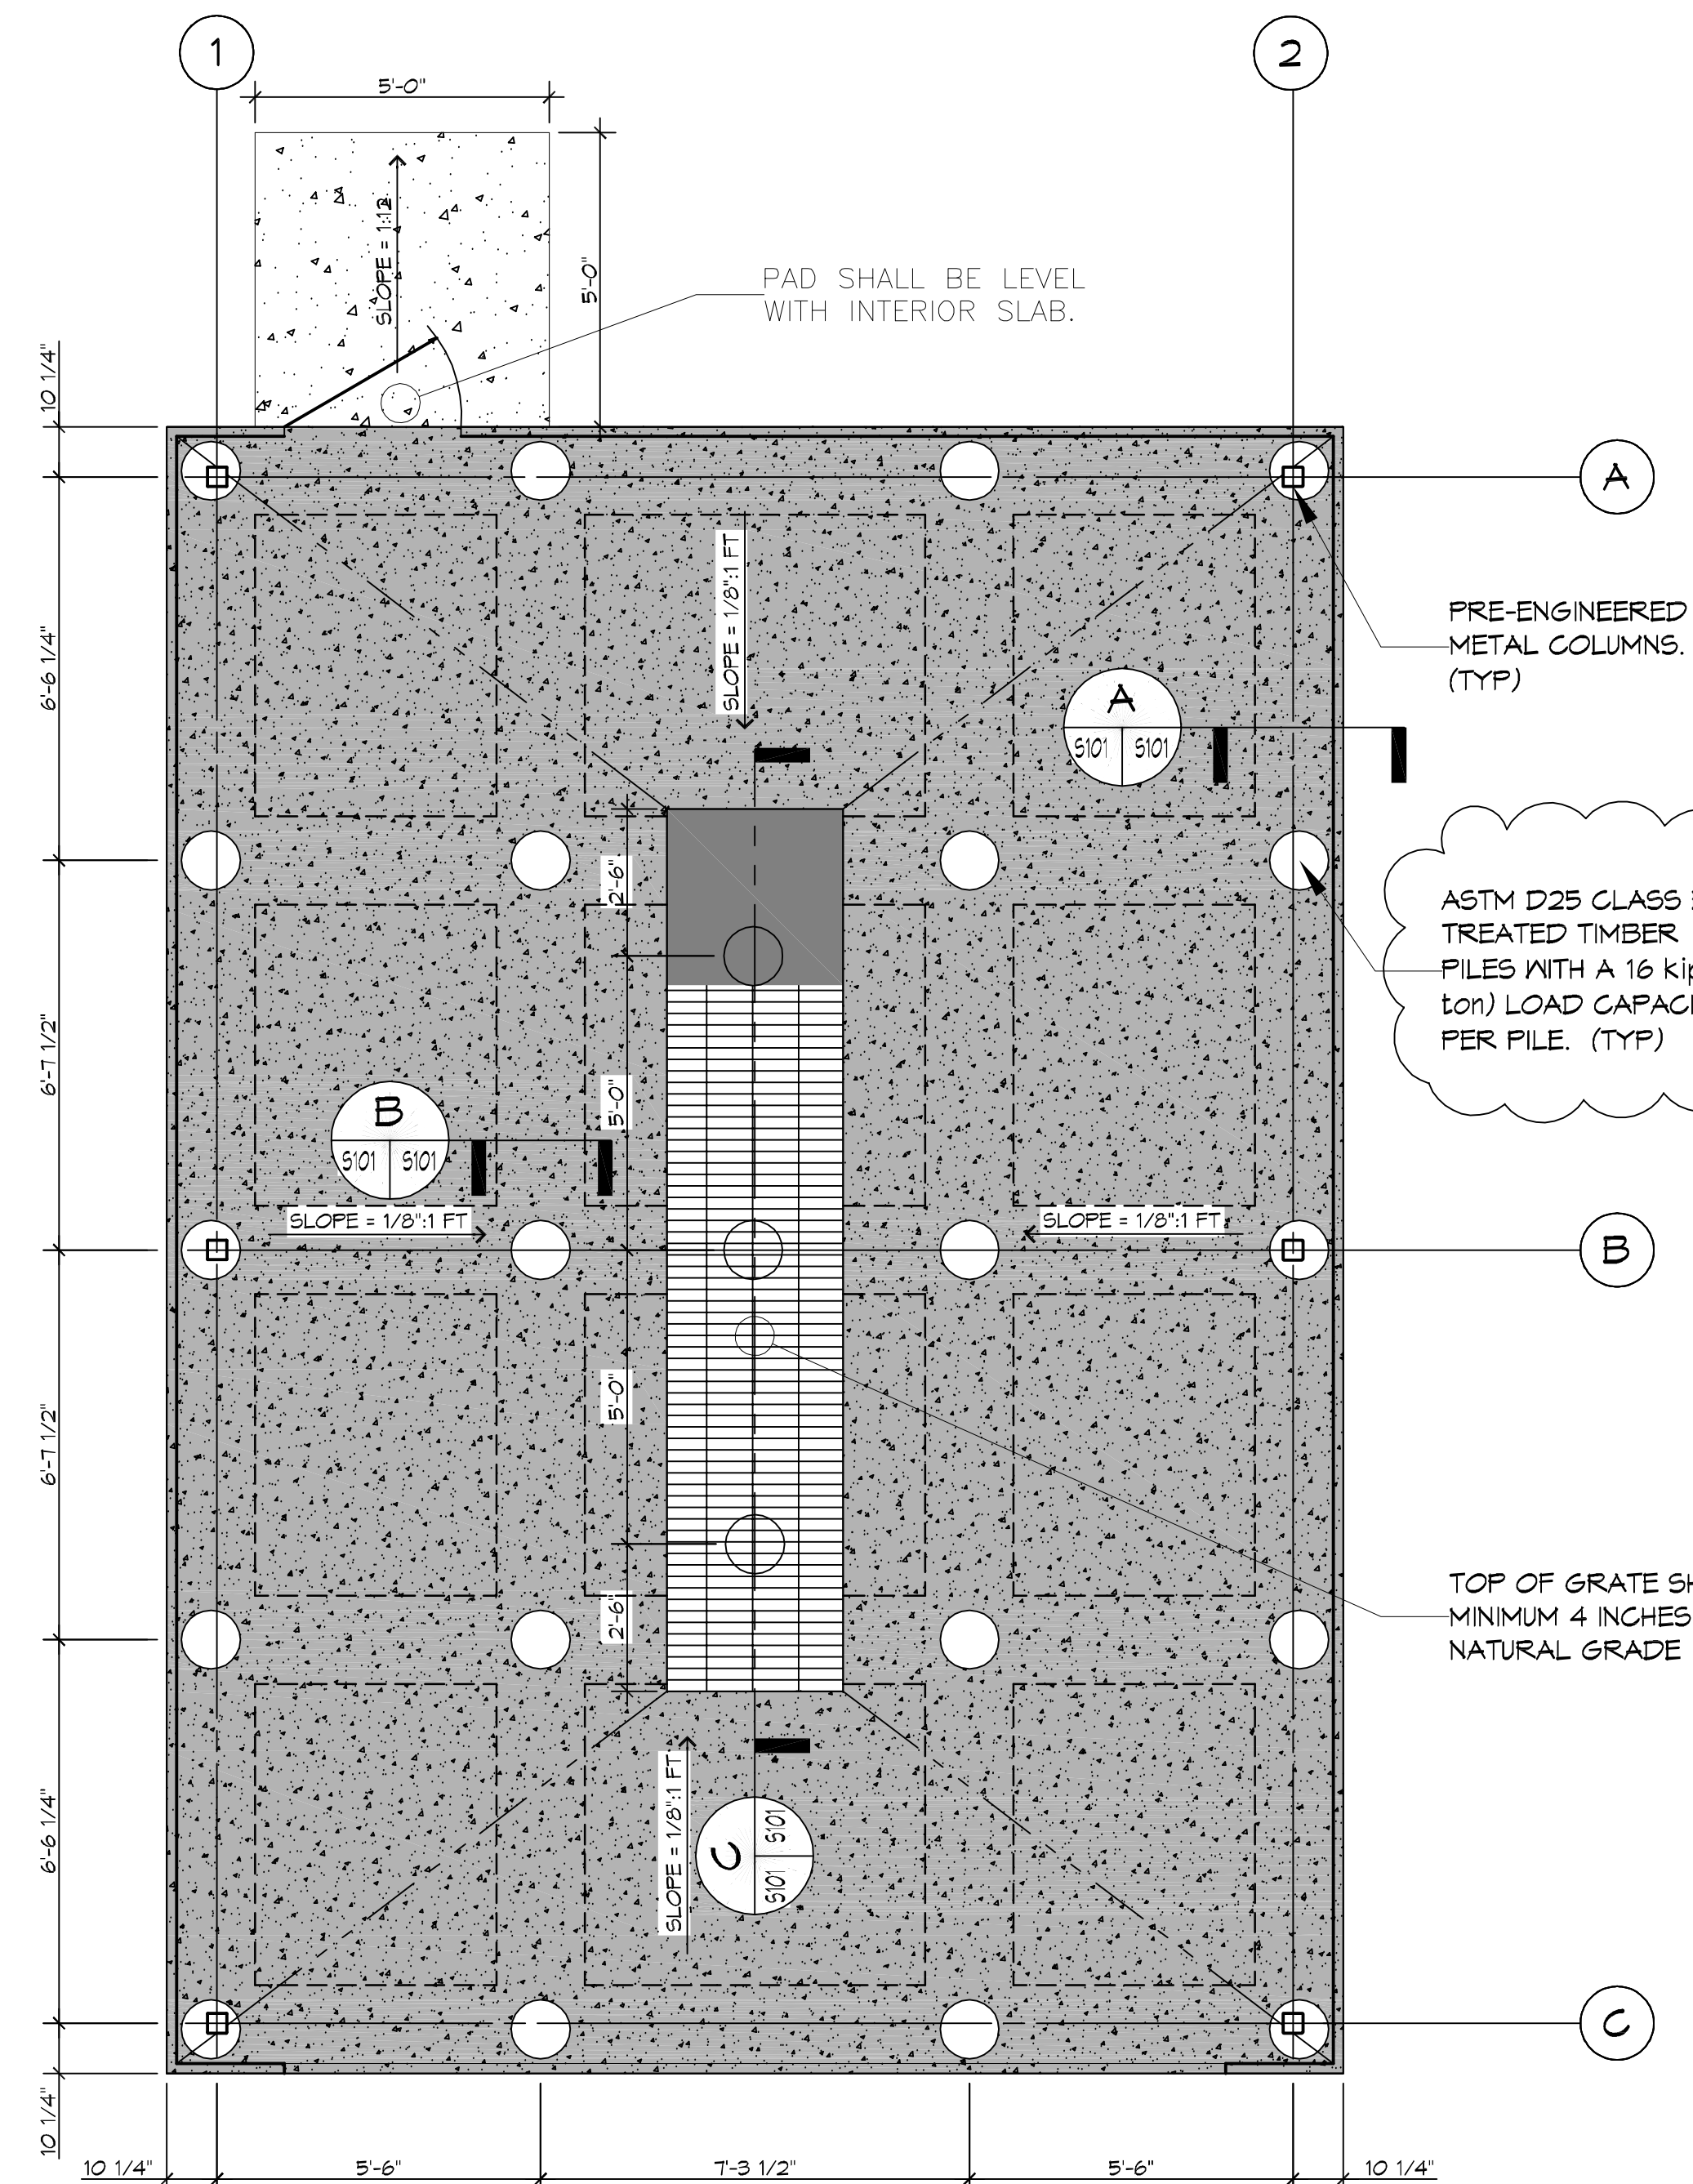 1
2
5'-0"
5'-0"
SLOPE = 1:12
PAD SHALL BE LEVEL
WITH INTERIOR SLAB.
10 1/4"
A
SLOPE = 1/8":1 FT
PRE-ENGINEERED
METAL COLUMNS.
(TYP)
6'-6 1/4"
A
S101 S101
2'-6"
ASTM D25 CLASS
TREATED TIMBER
PILES WITH A 16
ton) LOAD
PER PILE. (TYP)
6'-7 1/2"
5'-0"
B
S101 S101
SLOPE = 1/8":1 FT
SLOPE = 1/8":1 FT
B
5'-0"
6'-7 1/2"
2'-6"
TOP OF GRATE
MINIMUM 4 INCHES
NATURAL GRADE
SLOPE = 1/8":1 FT
C
S101 S101
6'-6 1/4"
C
10 1/4"
10 1/4"
5'-6"
7'-3 1/2"
5'-6"
10 1/4"